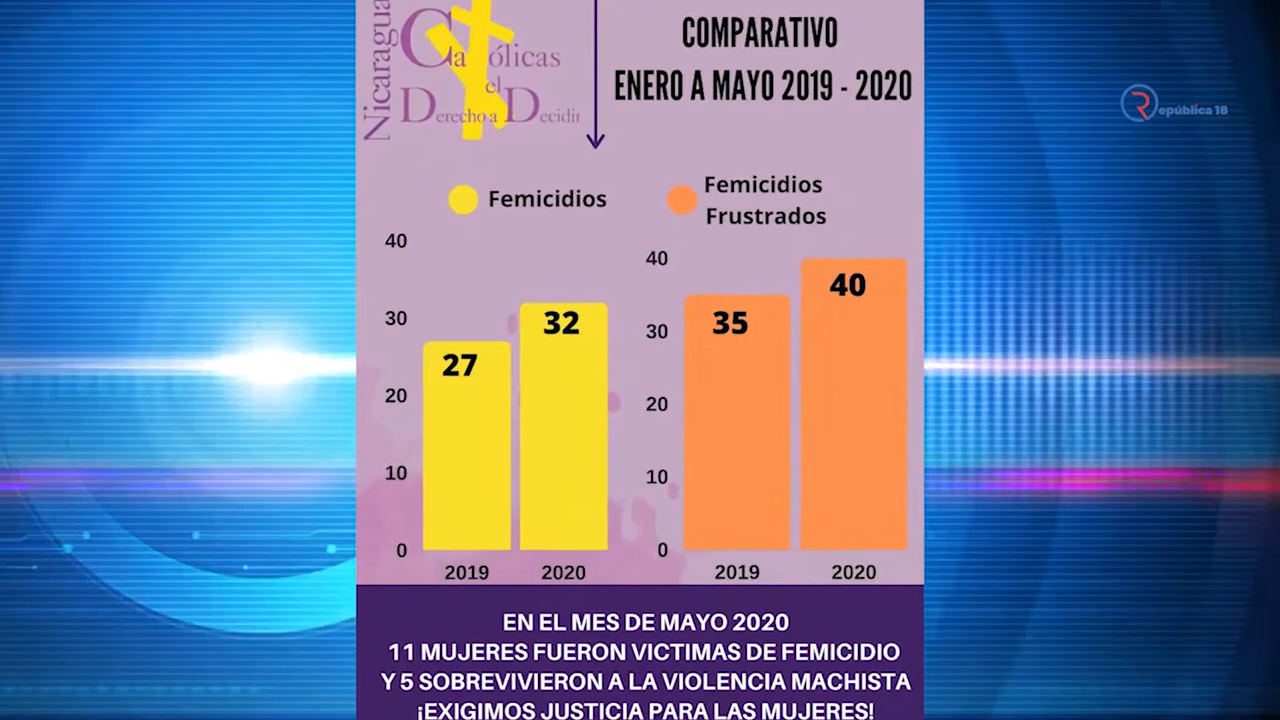 Nicaragua
Católicas
el
Derecho a Decidir
COMPARATIVO
ENERO A MAYO 2019 - 2020
República 18
Femicidios
Femicidios
Frustrados
40
30
20
10
0
27
32
2019
2020
40
30
20
10
0
35
40
2019
2020
EN EL MES DE MAYO 2020
11 MUJERES FUERON VICTIMAS DE FEMICIDIO
Y 5 SOBREVIVIERON A LA VIOLENCIA MACHISTA
¡EXIGIMOS JUSTICIA PARA LAS MUJERES!